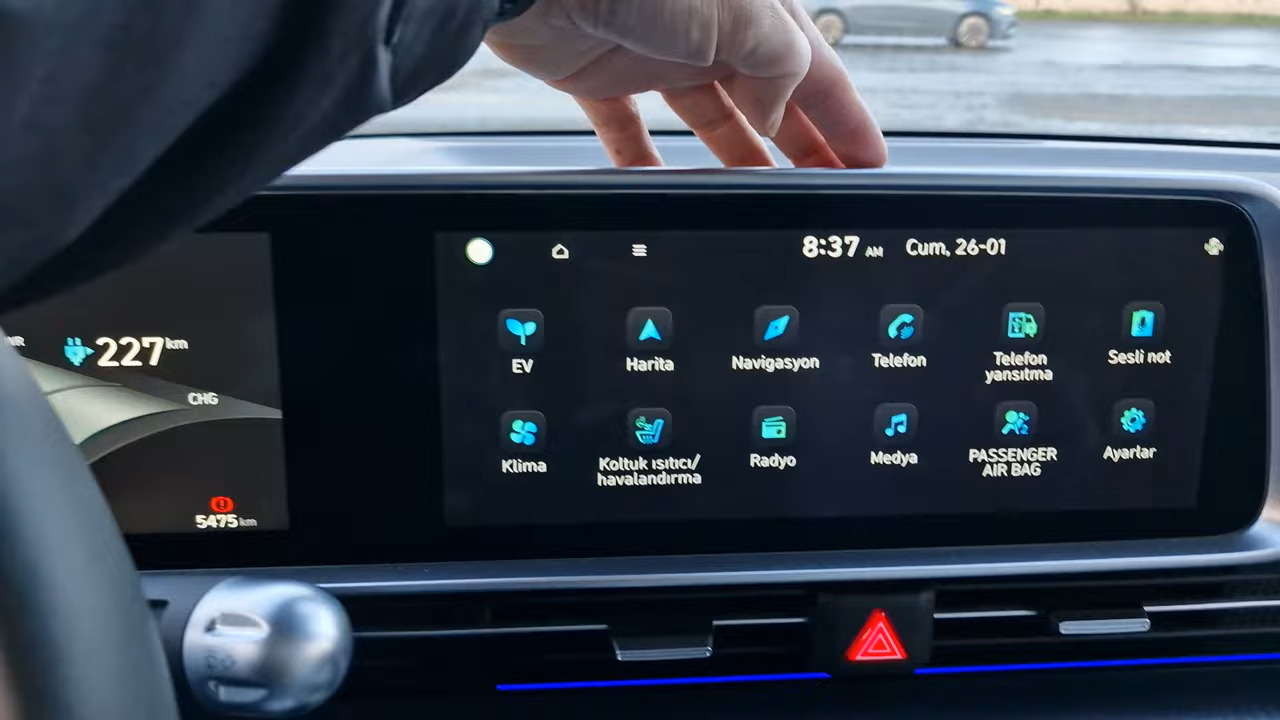 8:37 AM Cum, 26-01
227 km
CHG
5475 km
EV
Harita
Navigasyon
Telefon
Telefon
yansıtma
Sesli not
Klima
Koltuk ısıtıcı/
havalandırma
Radyo
Medya
PASSENGER
AIR BAG
Ayarlar